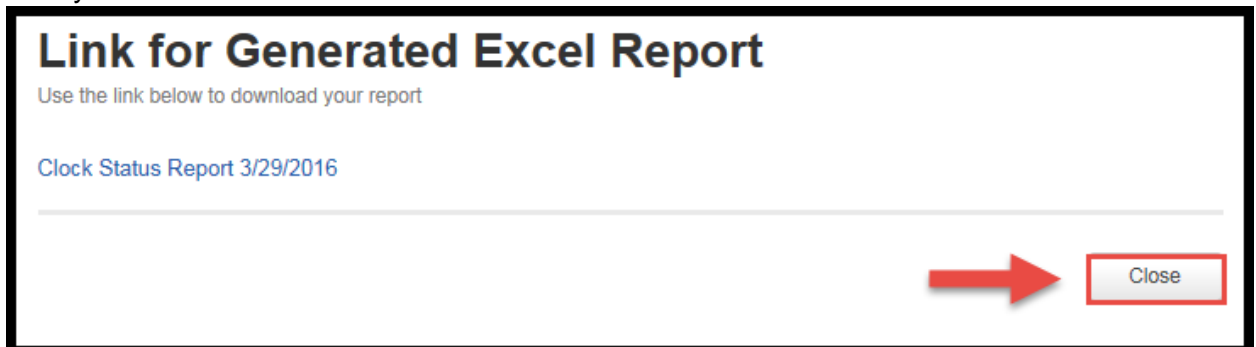 Link for Generated Excel Report
Use the link below to download your report
Clock Status Report 3/29/2016
Close